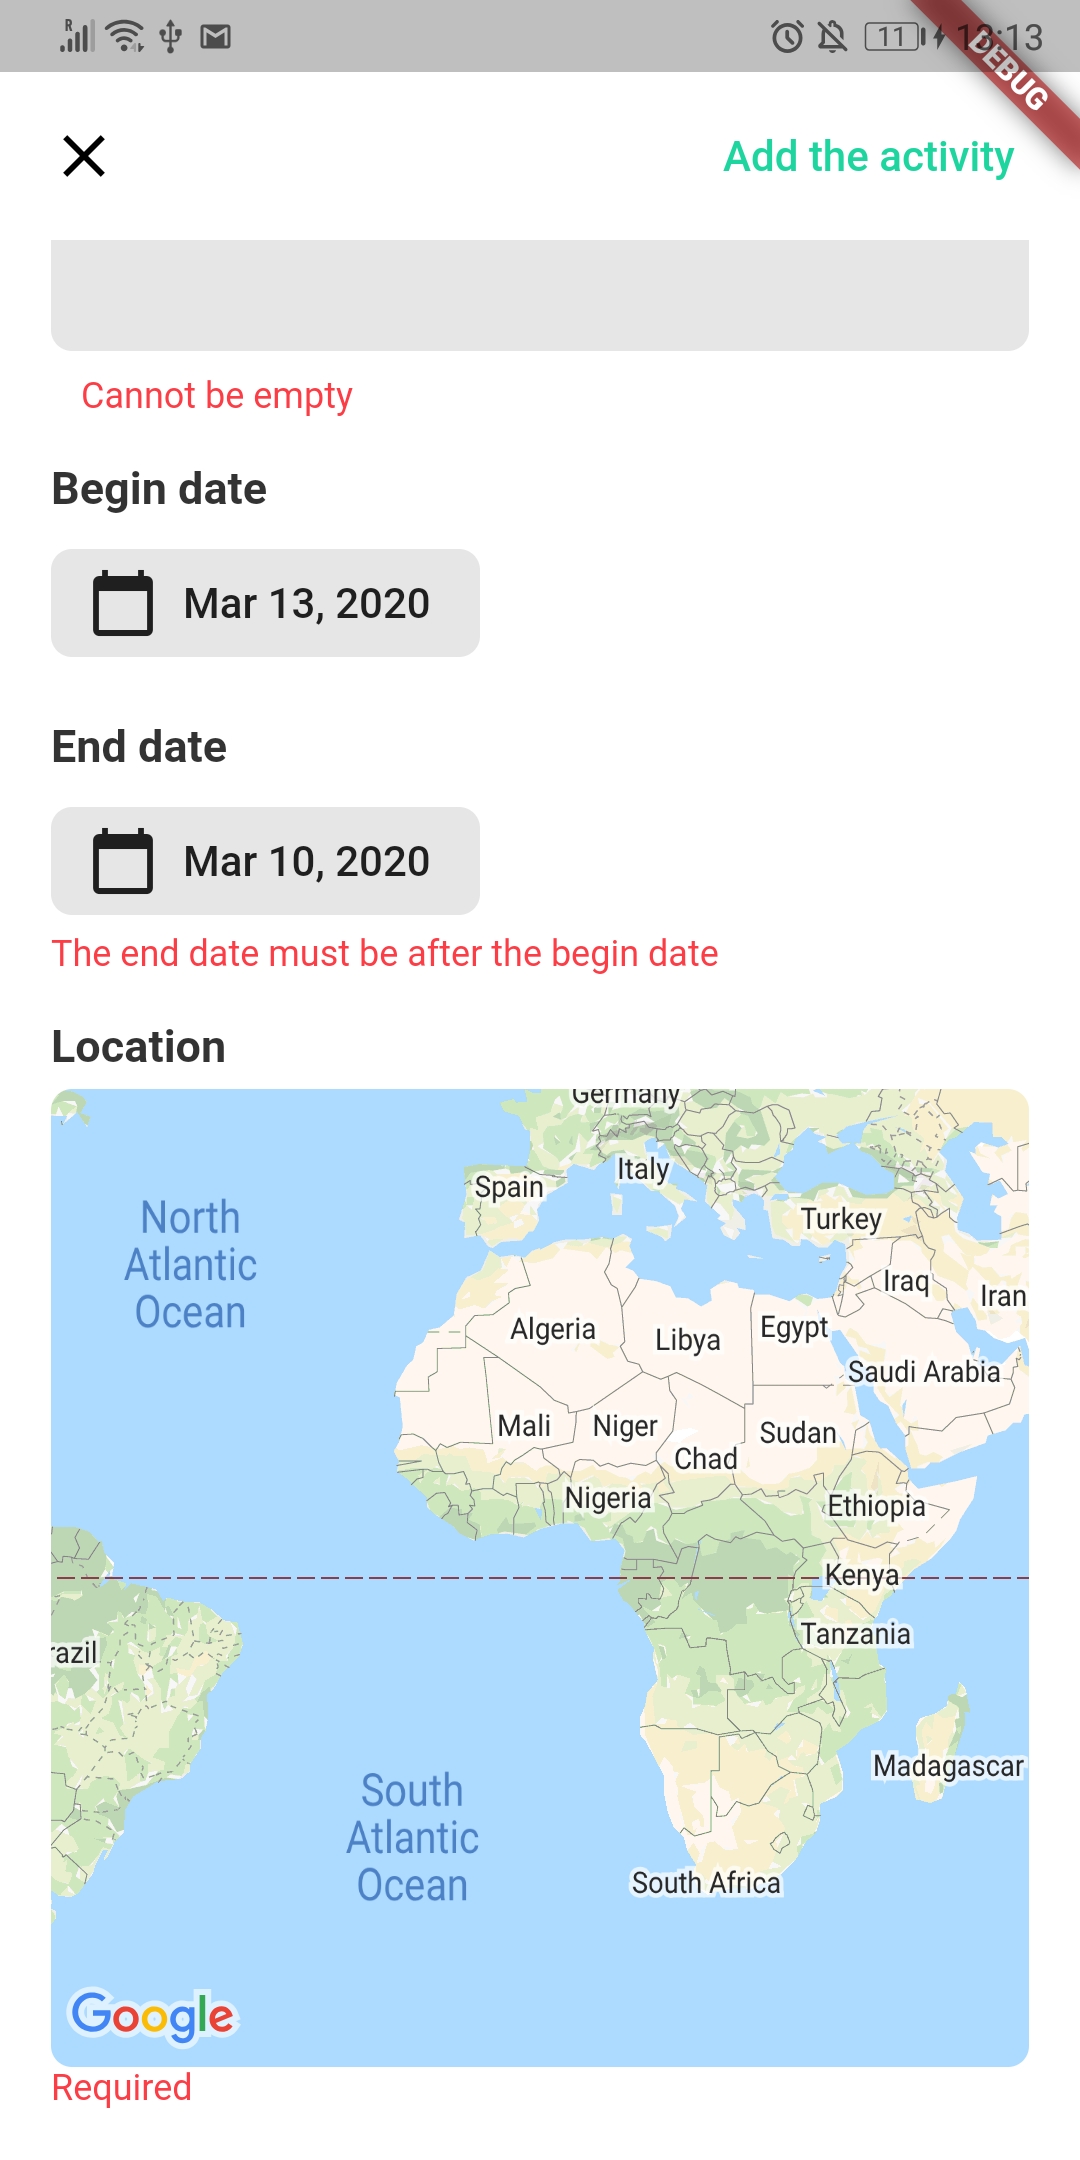 R
11
13:13
DEBUG
Add the activity
Cannot be empty
Begin date
Mar 13, 2020
End date
Mar 10, 2020
The end date must be after the begin date
Location
Germany
Italy
Spain
North
Atlantic
Ocean
Turkey
Iraq
Iran
Algeria
Libya
Egypt
Saudi Arabia
Mali
Niger
Sudan
Chad
Nigeria
Ethiopia
Kenya
Tanzania
razil
Madagascar
South
Atlantic
Ocean
South Africa
Google
Required